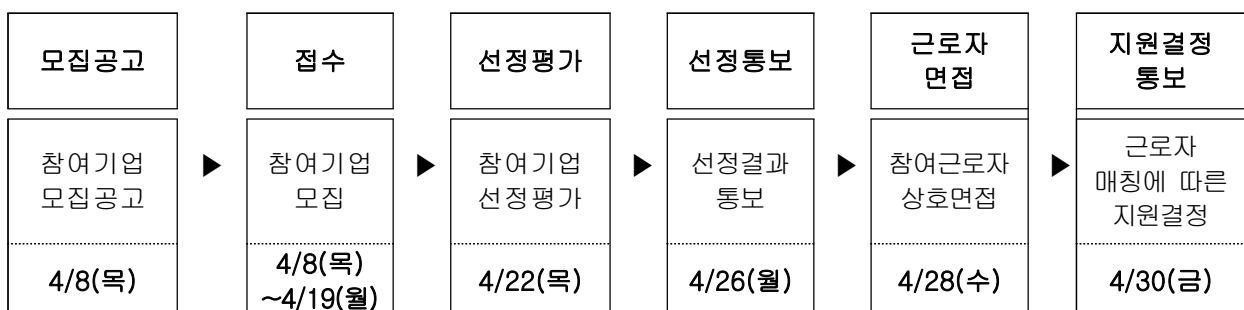 모집공고
접수
선정평가
선정통보
근로자
면접
지원결정
통보
참여기업
모집공고
▶
참여기업
모집
▶
참여기업
선정평가
▶
선정결과
통보
▶
참여근로자
상호면접
▶
근로자
매칭에 따른
지원결정
4/8(목)
4/8(목)
~4/19(월)
4/22(목)
4/26(월)
4/28(수)
4/30(금)